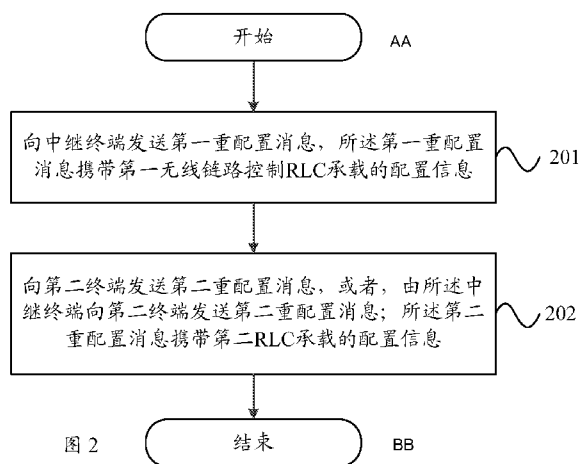 开始
AA
向中继终端发送第一重配置消息，所述第一重配置
消息携带第一无线链路控制RLC承载的配置信息
201
向第二终端发送第二重配置消息，或者，由所述中
继终端向第二终端发送第二重配置消息；所述第二
重配置消息携带第二RLC承载的配置信息
202
图 2
结束
BB